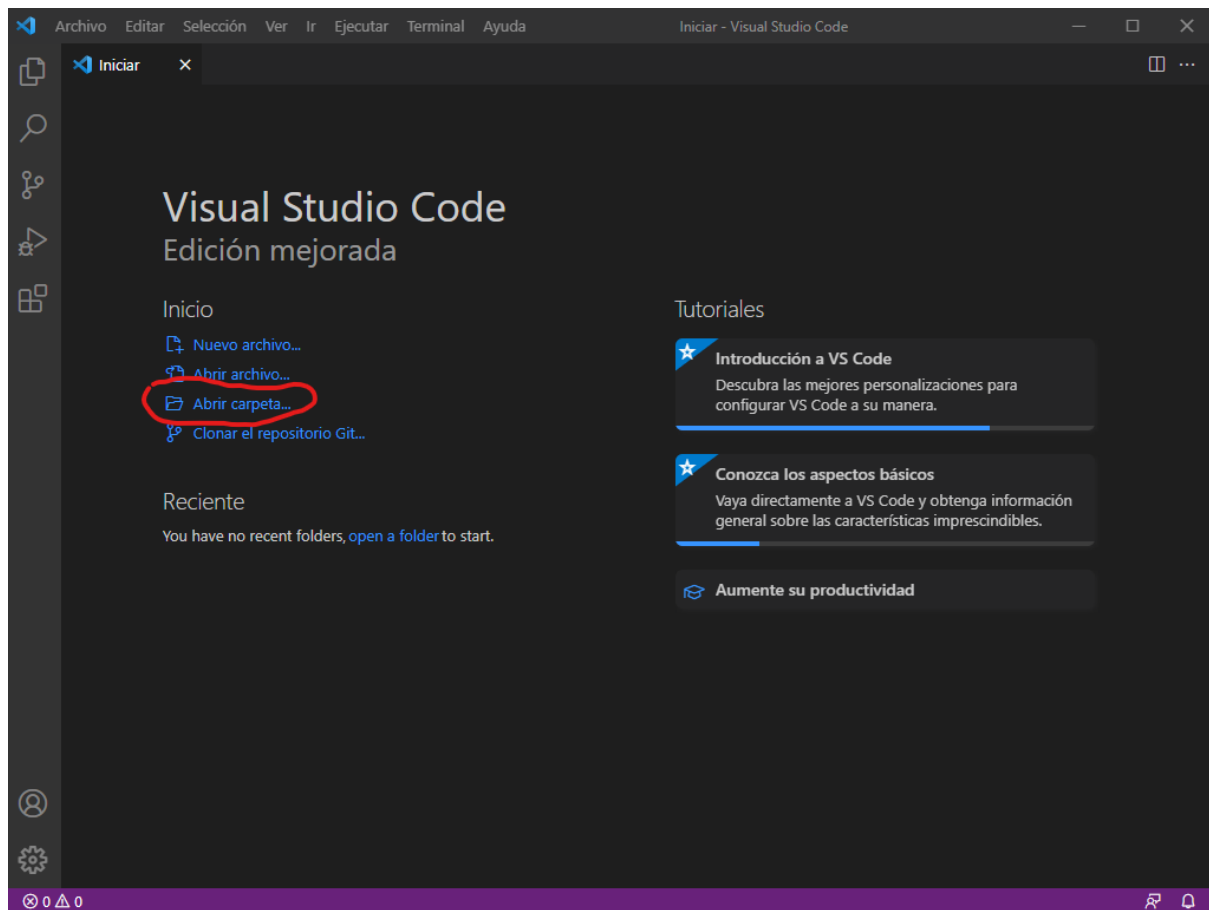 Archivo Editar Selección Ver Ir Ejecutar Terminal Ayuda Iniciar - Visual Studio Code
Iniciar
Visual Studio Code
Edición mejorada
Inicio
Nuevo archivo...
Abrir archivo...
Abrir carpeta...
Clonar el repositorio Git...
Reciente
You have no recent folders, open a folder to start.
Tutoriales
Introducción a VS Code
Descubra las mejores personalizaciones para
configurar VS Code a su manera.
Conozca los aspectos básicos
Vaya directamente a VS Code y obtenga información
general sobre las características imprescindibles.
Aumente su productividad
0 0